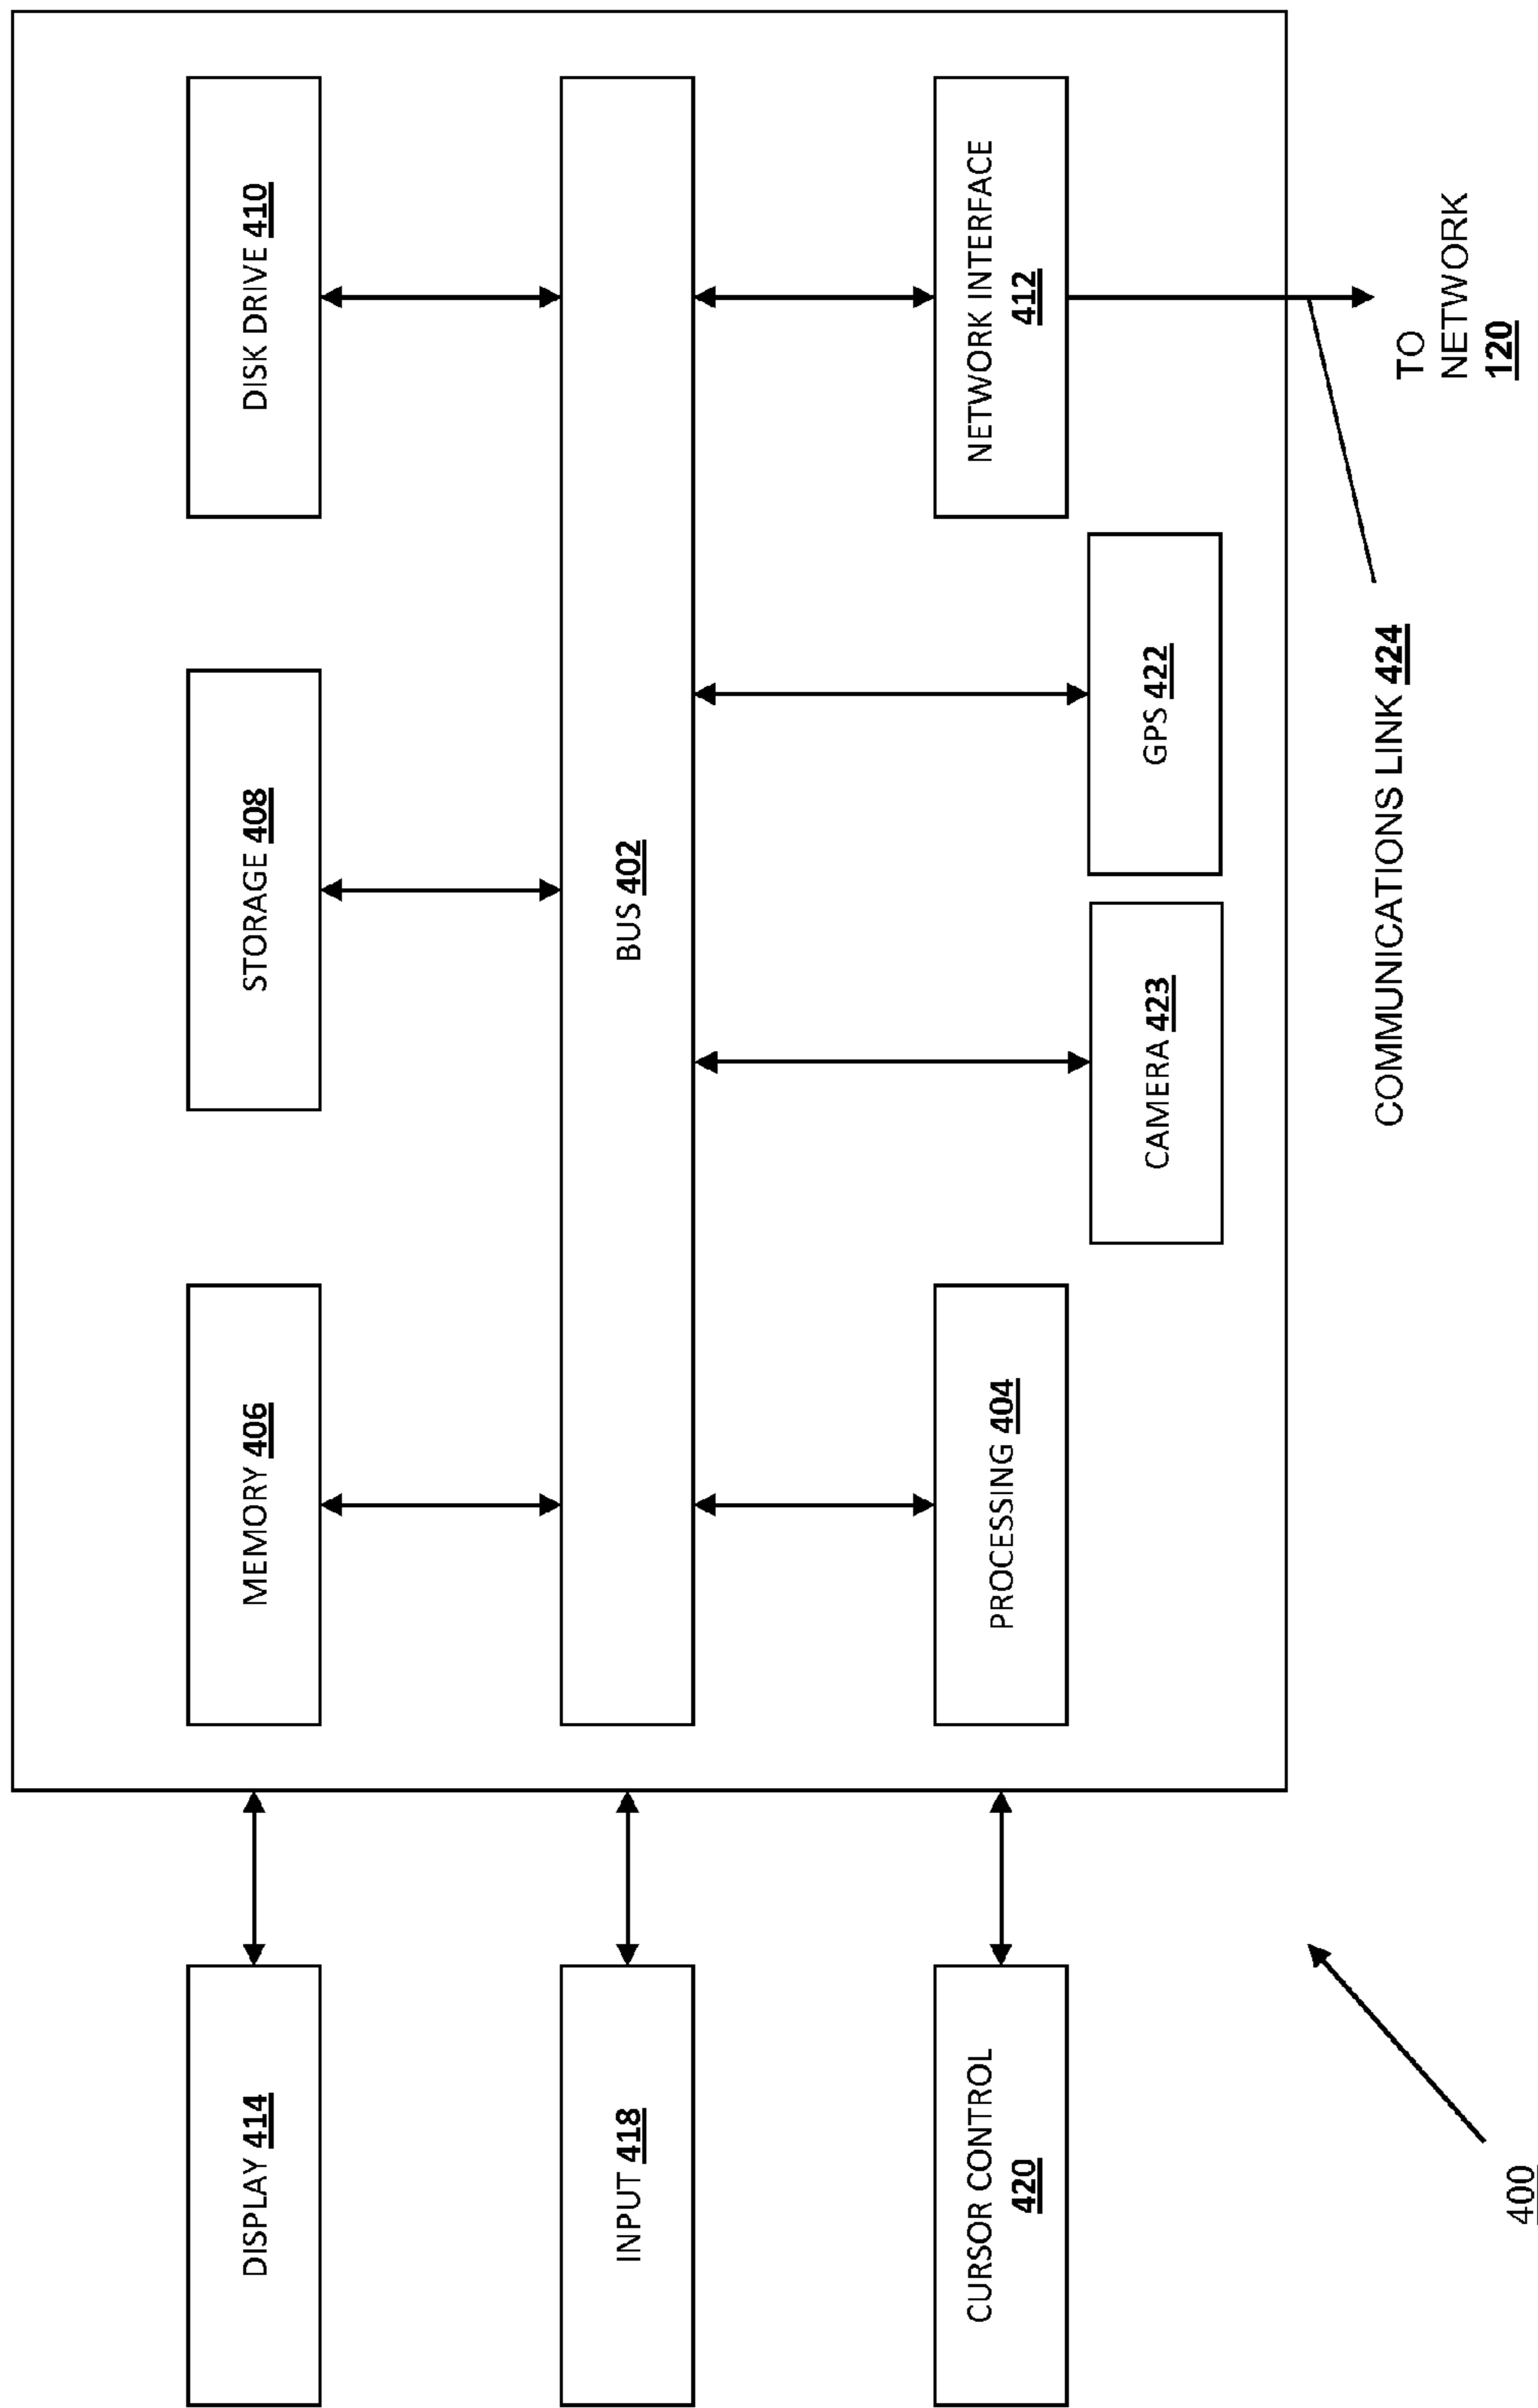 DISPLAY 414
INPUT 418
CURSOR CONTROL
420
MEMORY 406
STORAGE 408
DISK DRIVE 410
BUS 402
PROCESSING 404
CAMERA 423
GPS 422
NETWORK INTERFACE
412
COMMUNICATIONS LINK 424
TO
NETWORK
120
400